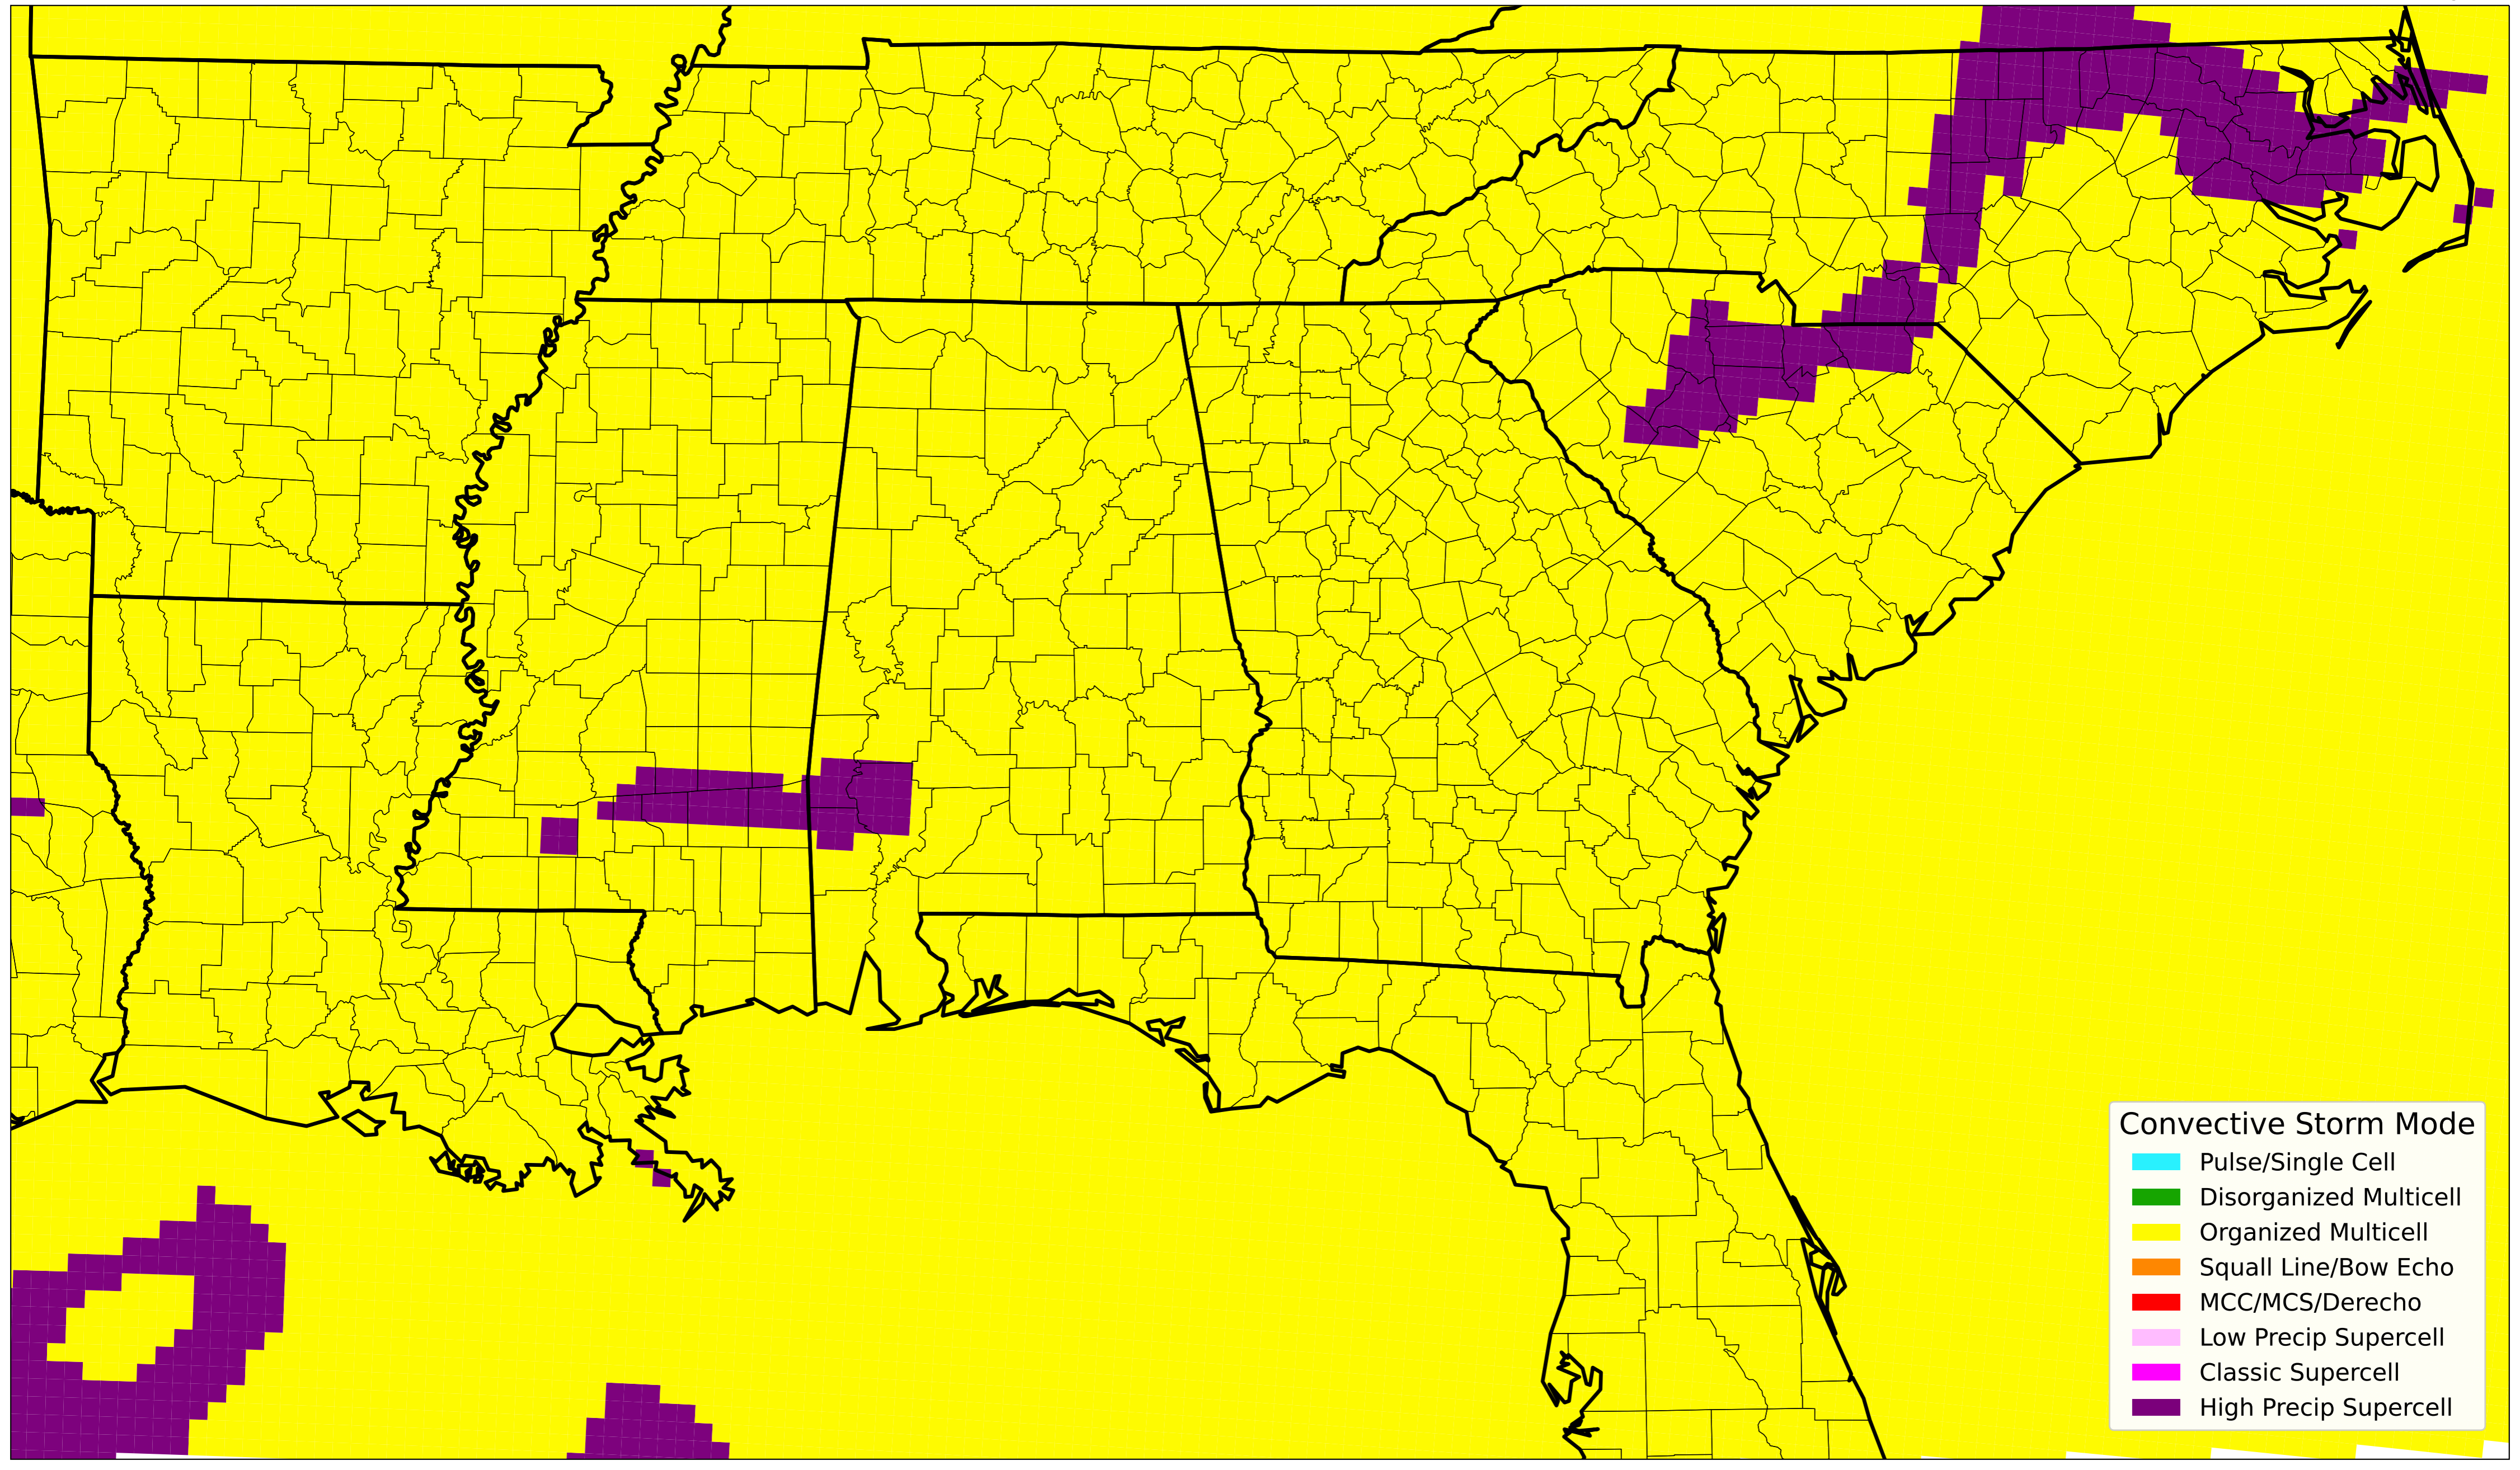 Convective Storm Mode
Pulse/Single Cell
Disorganized Multicell
Organized Multicell
Squall Line/Bow Echo
MCC/MCS/Derecho
Low Precip Supercell
Classic Supercell
High Precip Supercell